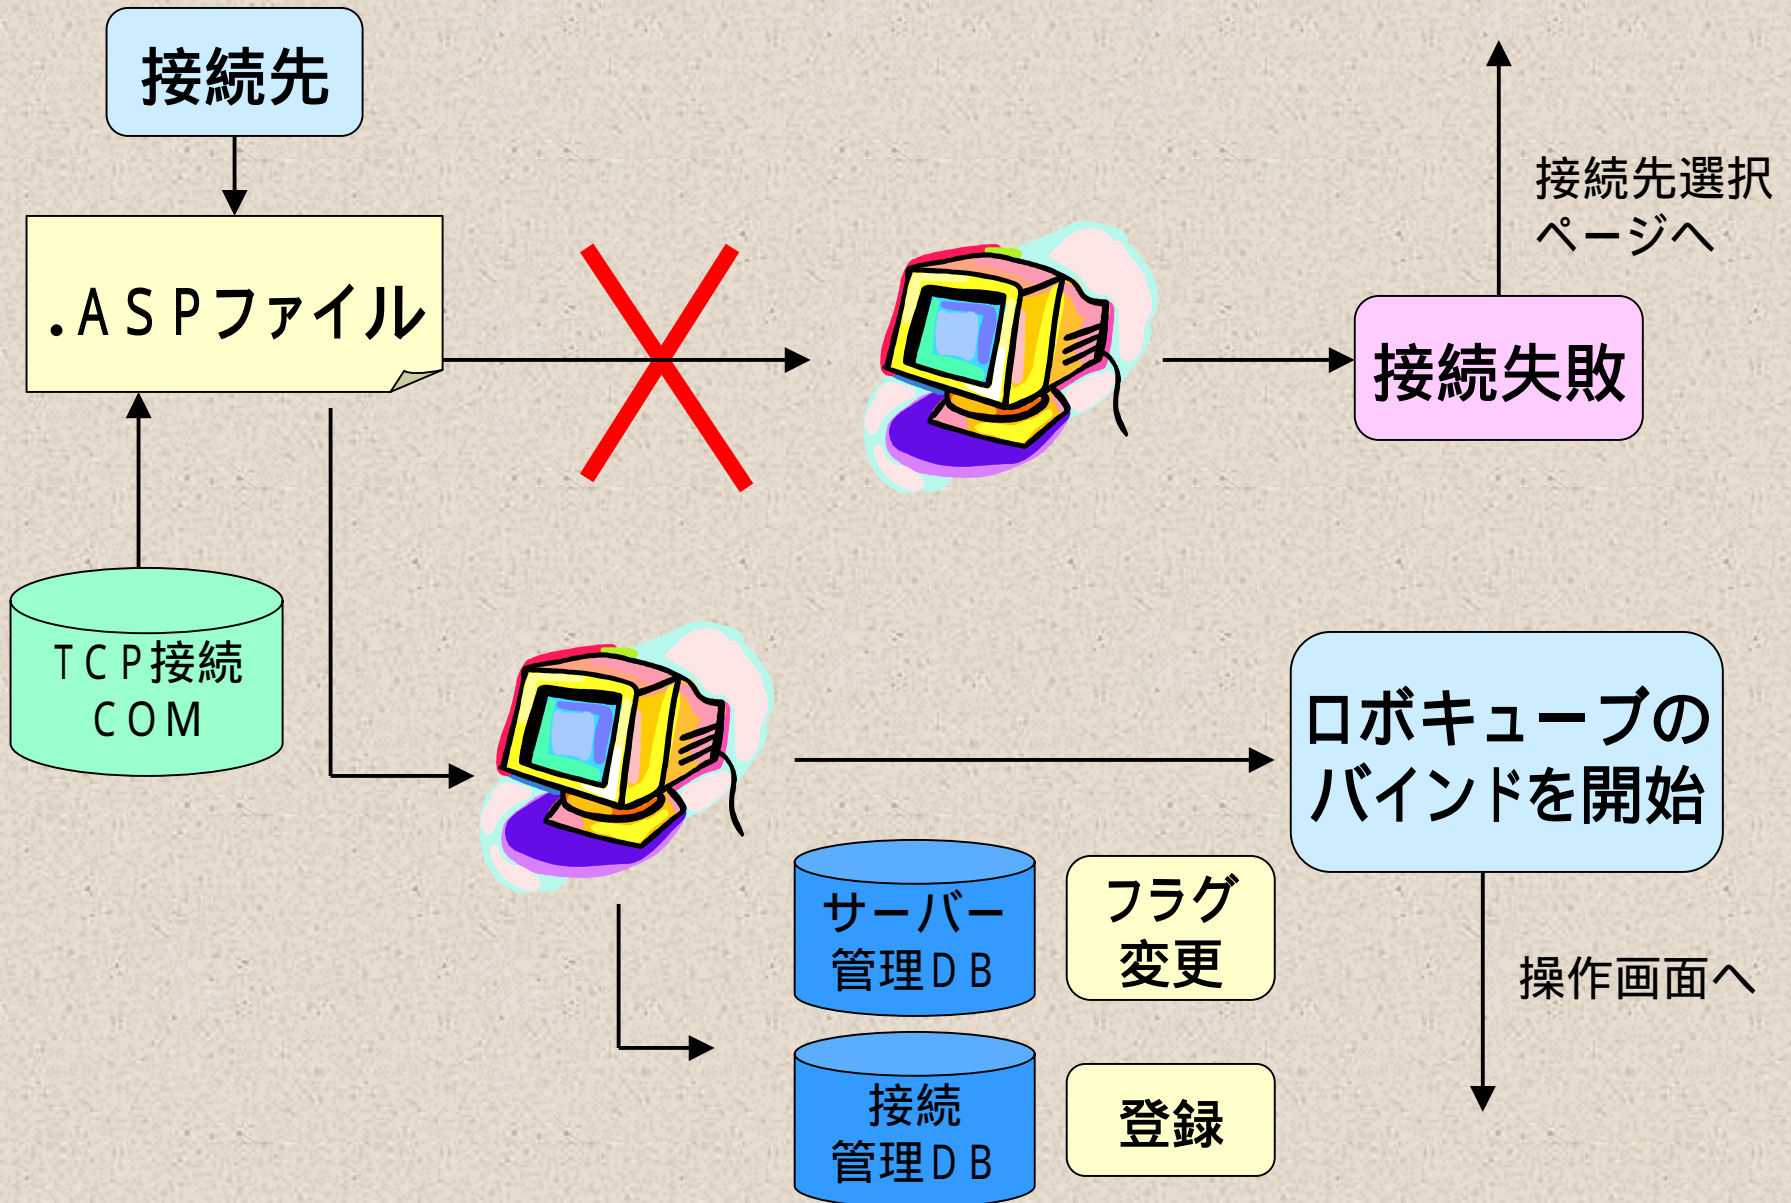 接続先
.ASPファイル
TCP接続
COM
接続先選択
ページへ
接続失敗
ロボキューブの
バインドを開始
サーバー
管理DB
フラグ
変更
操作画面へ
接続
管理DB
登録